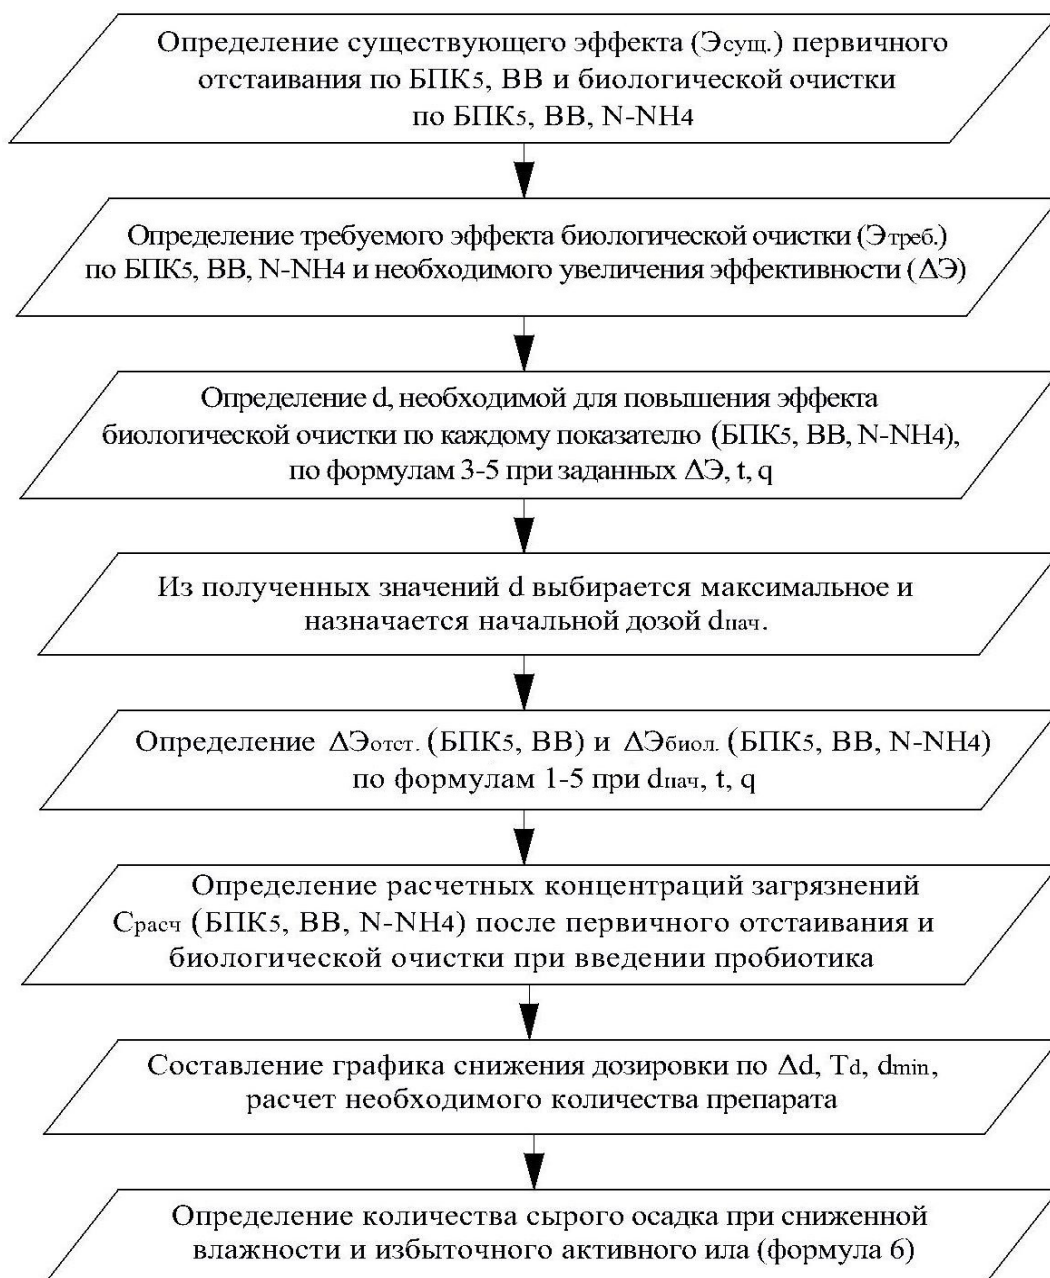 Определение существующего эффекта (Эсущ.) первичного
отстаивания по БПК5, ВВ и биологической очистки
по БПК5, ВВ, N-NH4
Определение требуемого эффекта биологической очистки (Этреб.)
по БПК5, ВВ, N-NH4 и необходимого увеличения эффективности (ΔЭ)
Определение d, необходимой для повышения эффекта
биологической очистки по каждому показателю (БПК5, ВВ, N-NH4),
по формулам 3-5 при заданных ΔЭ, t, q
Из полученных значений d выбирается максимальное и
назначается начальной дозой dнач.
Определение ΔЭотст. (БПК5, ВВ) и ΔЭбиол. (БПК5, ВВ, N-NH4)
по формулам 1-5 при dнач, t, q
Определение расчетных концентраций загрязнений
Cрасч (БПК5, ВВ, N-NH4) после первичного отстаивания и
биологической очистки при введении пробиотика
Составление графика снижения дозировки по Δd, Td, dmin,
расчет необходимого количества препарата
Определение количества сырого осадка при сниженной
влажности и избыточного активного ила (формула 6)